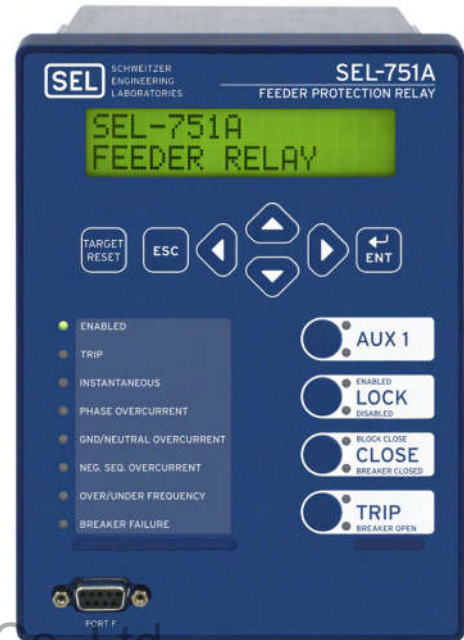 SEL
SCHWEITZER
ENGINEERING
LABORATORIES
SEL-751A
FEEDER PROTECTION RELAY
SEL-751A
FEEDER RELAY
TARGET
RESET
ESC
ENT
ENABLED
TRIP
INSTANTANEOUS
PHASE OVERCURRENT
GND/NEUTRAL OVERCURRENT
NEG. SEQ. OVERCURRENT
OVER/UNDER FREQUENCY
BREAKER FAILURE
AUX 1
ENABLED
LOCK
DISABLED
BLOCK CLOSE
CLOSE
BREAKER CLOSED
TRIP
BREAKER OPEN
PORT F
Co., Ltd